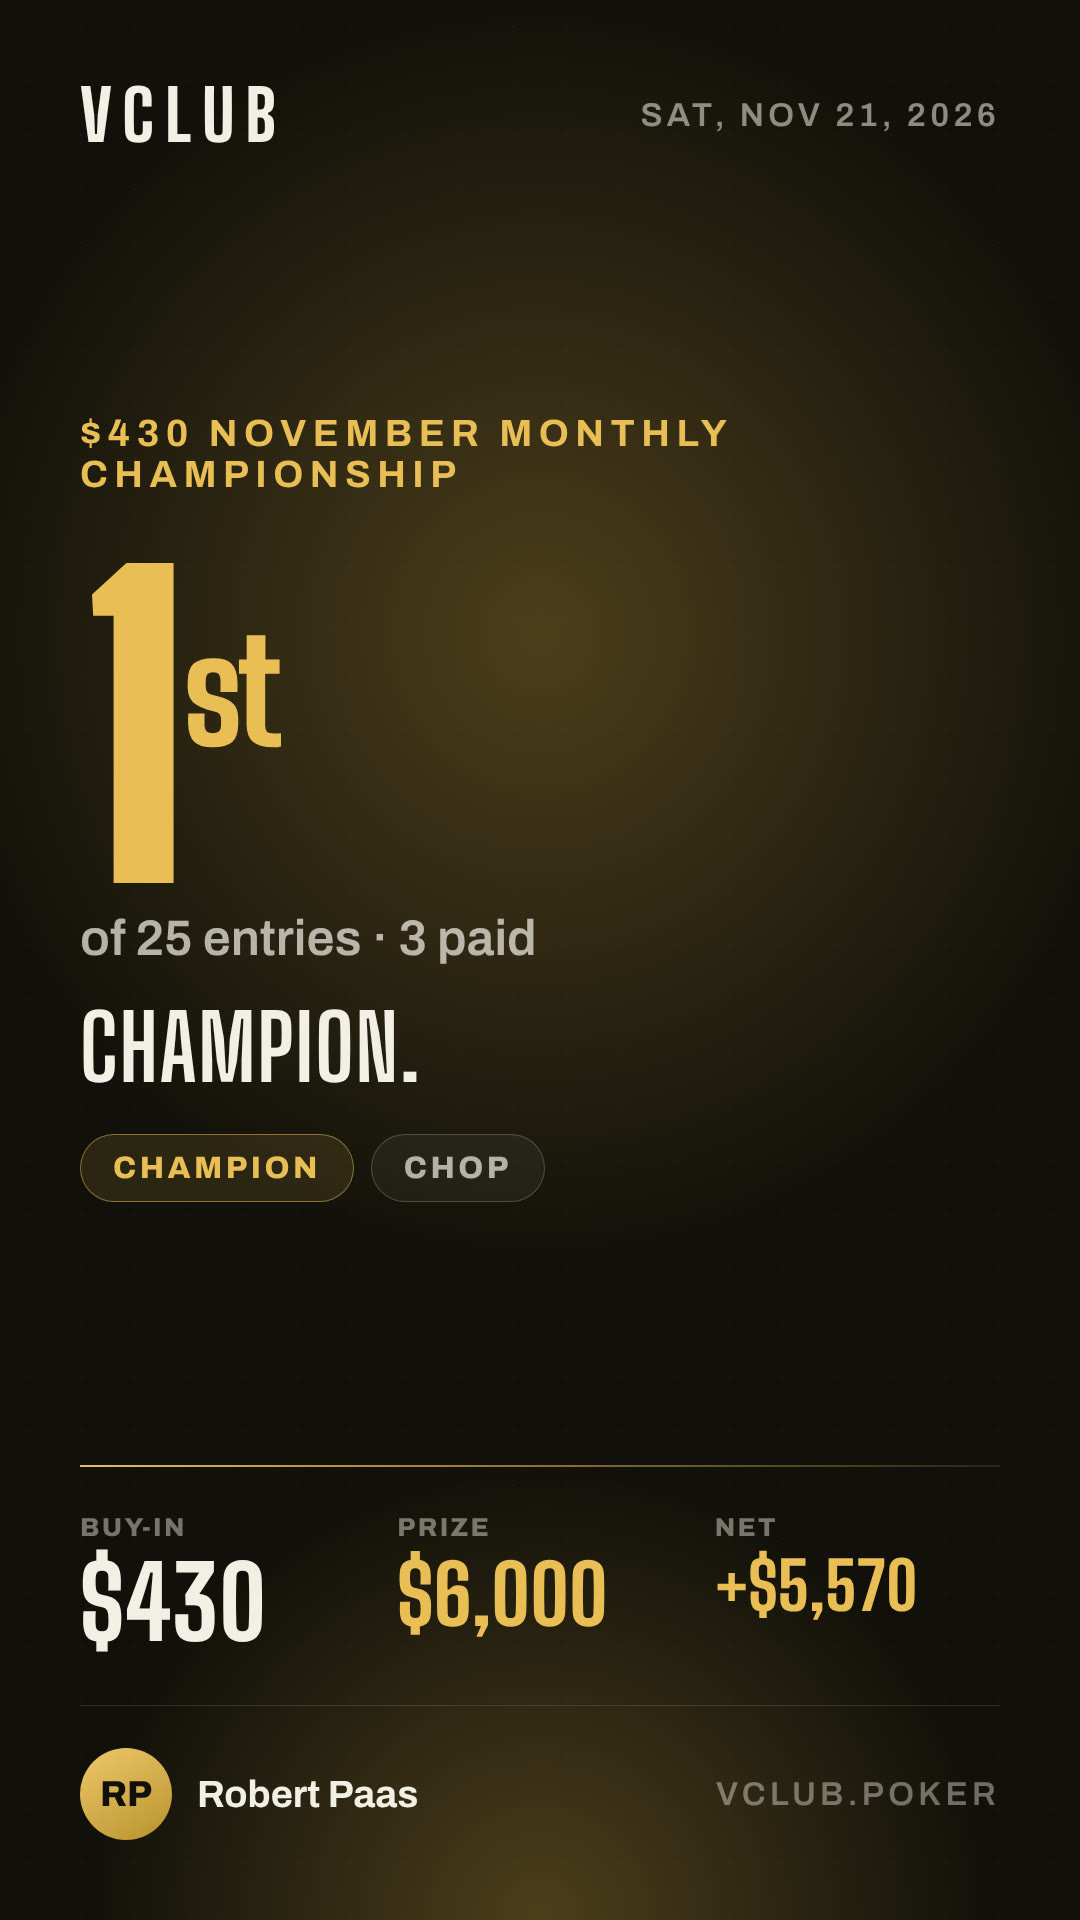 VCLUB
SAT, NOV 21, 2026
$430 NOVEMBER MONTHLY
CHAMPIONSHIP
1st
of 25 entries · 3 paid
CHAMPION.
CHAMPION
CHOP
BUY-IN
$430
PRIZE
$6,000
NET
+$5,570
RP
Robert Paas
VCLUB.POKER